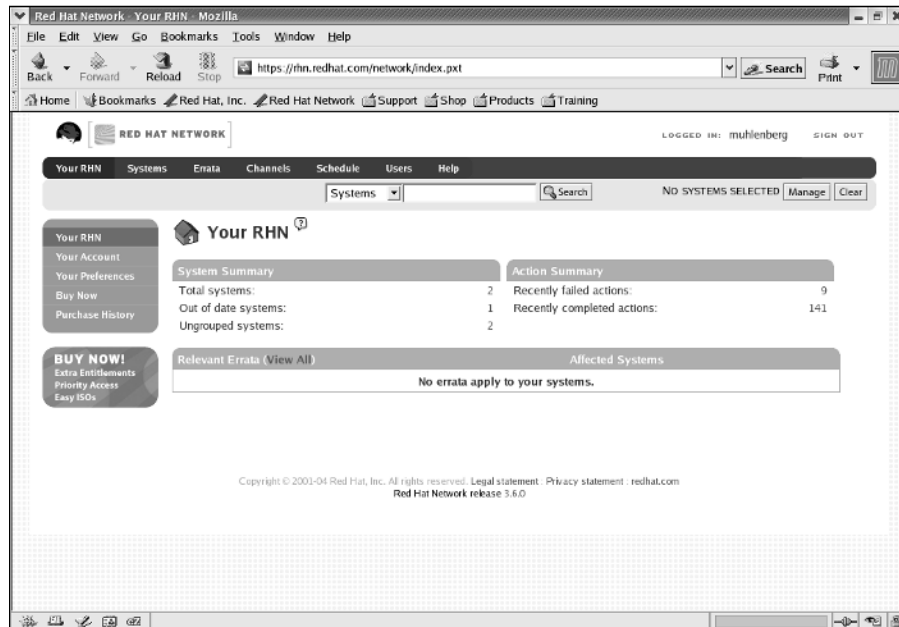 Red Hat Network - Your RHN - Mozilla
File Edit View Go Bookmarks Tools Window Help
Back Forward Reload Stop https://rhn.redhat.com/network/index.pxt Search Print
Home Bookmarks Red Hat, Inc. Red Hat Network Support Shop Products Training
RED HAT NETWORK LOGGED IN: muhlenberg SIGN OUT
Your RHN Systems Errata Channels Schedule Users Help
Systems Search NO SYSTEMS SELECTED Manage Clear
Your RHN
Your Account
Your Preferences
Buy Now
Purchase History
BUY NOW!
Extra Entitlements
Priority Access
Easy ISOs
Your RHN ?
System Summary
Total systems: 2
Out of date systems: 1
Ungrouped systems: 2
Action Summary
Recently failed actions: 9
Recently completed actions: 141
Relevant Errata (View All) Affected Systems
No errata apply to your systems.
Copyright © 2001-04 Red Hat, Inc. All rights reserved. Legal statement : Privacy statement : redhat.com
Red Hat Network release 3.6.0